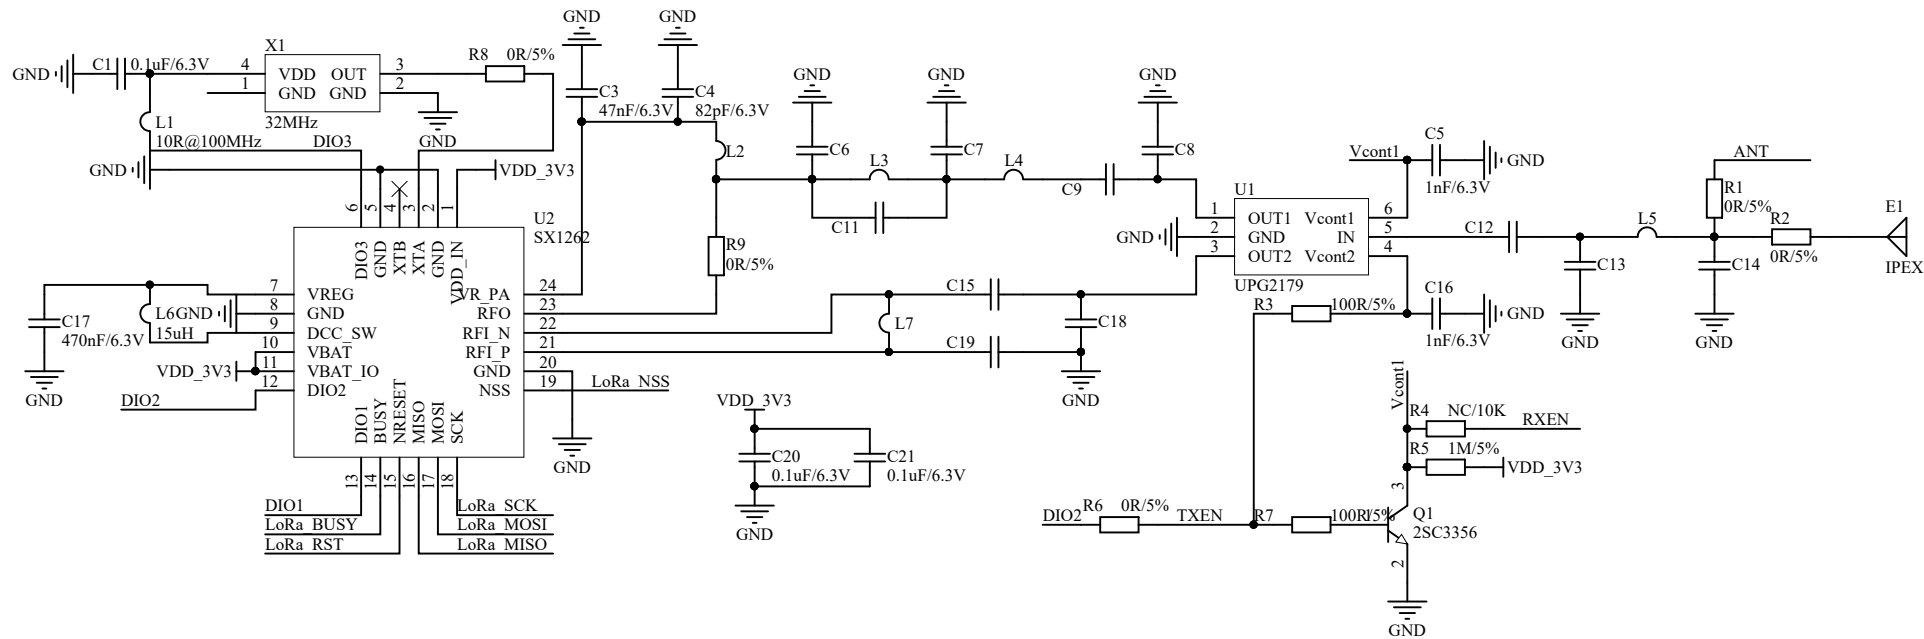 GND
GND
X1
C1
0.1uF/6.3V
4
VDD
OUT
3
R8
0R/5%
GND
1
GND
GND
2
C3
47nF/6.3V
C4
82pF/6.3V
GND
GND
GND
L1
32MHz
10R@100MHz
DIO3
GND
GND
VDD_3V3
L2
C6
L3
C7
L4
C8
C9
C11
Vcont1
C5
GND
1nF/6.3V
ANT
R1
0R/5%
R2
0R/5%
E1
IPEX
6
5
4
3
2
1
U2
SX1262
DIO3
GND
XTB
XTA
GND
VDD_IN
R9
0R/5%
U1
1
OUT1
Vcont1
6
GND
2
GND
IN
5
3
OUT2
Vcont2
4
UPG2179
C12
L5
C13
C14
GND
GND
7
VREG
VR_PA
24
C15
L6
GND
8
GND
RFO
23
C17
470nF/6.3V
15uH
9
DCC_SW
RFI_N
22
L7
C18
10
VBAT
RFI_P
21
C19
VDD_3V3
11
VBAT_IO
GND
20
12
DIO2
NSS
19
LoRa_NSS
GND
DIO2
GND
R3
100R/5%
C16
GND
1nF/6.3V
DIO1
BUSY
NRESET
MISO
MOSI
SCK
13
14
15
16
17
18
GND
VDD_3V3
C20
0.1uF/6.3V
C21
0.1uF/6.3V
GND
Vcont1
R4
NC/10K
RXEN
R5
1M/5%
VDD_3V3
3
DIO1
LoRa_SCK
LoRa_BUSY
LoRa_MOSI
LoRa_RST
LoRa_MISO
DIO2
R6
0R/5%
TXEN
R7
100R/5%
1
Q1
2SC3356
2
GND